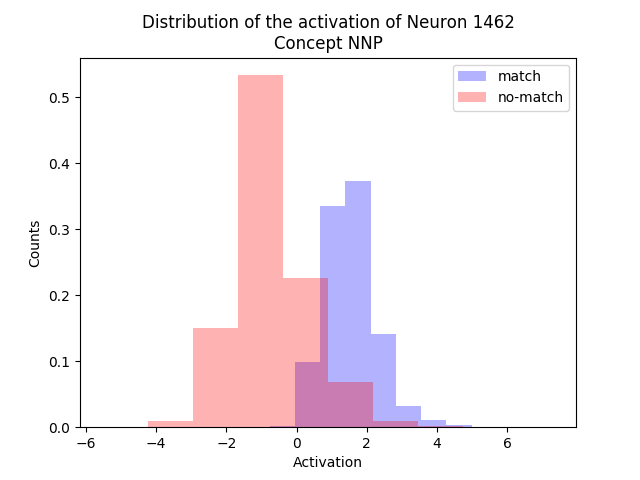 Distribution of the activation of Neuron 1462
Concept NNP
match
no-match
0.5
0.4
0.3
0.2
0.1
0.0
Counts
−6
−4
−2
0
2
4
6
Activation